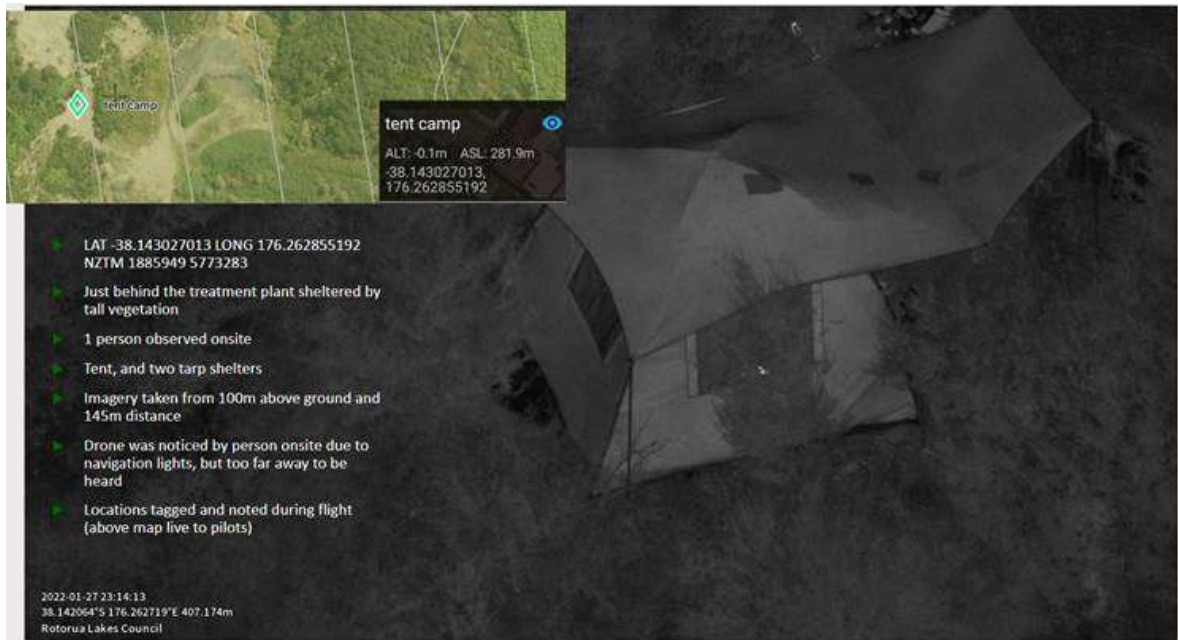 tent camp
tent camp
ALT: -0.1m ASL: 281.9m
-38.143027013,
176.262855192
LAT -38.143027013 LONG 176.262855192
NZTM 1885949 5773283
Just behind the treatment plant sheltered by
tall vegetation
1 person observed onsite
Tent, and two tarp shelters
Imagery taken from 100m above ground and
145m distance
Drone was noticed by person onsite due to
navigation lights, but too far away to be
heard
Locations tagged and noted during flight
(above map live to pilots)
2022-01-27 23:14:13
38.142064°S 176.262719°E 407.174m
Rotorua Lakes Council